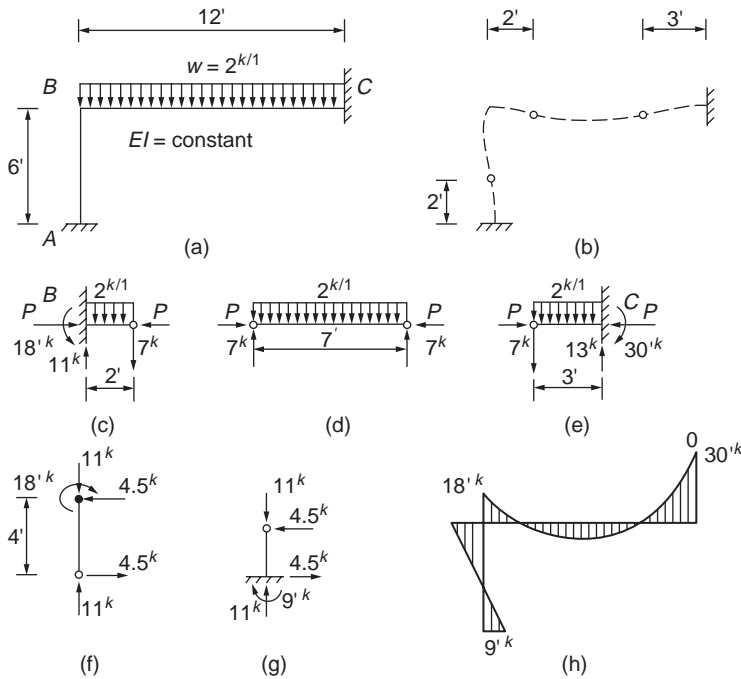 12'
w = 2^{k/1}
B
C
EI = constant
6'
A
(a)
2'
3'
2'
(b)
B
2^{k/1}
P
P
18'^k
11^k
7^k
2'
(c)
2^{k/1}
P
P
7^k
7'
7^k
(d)
2^{k/1}
C
P
P
7^k
13^k
30'^k
3'
(e)
11^k
18'^k
4.5^k
4'
4.5^k
11^k
(f)
11^k
4.5^k
4.5^k
11^k
9'^k
(g)
0
30'^k
18'^k
9'^k
(h)